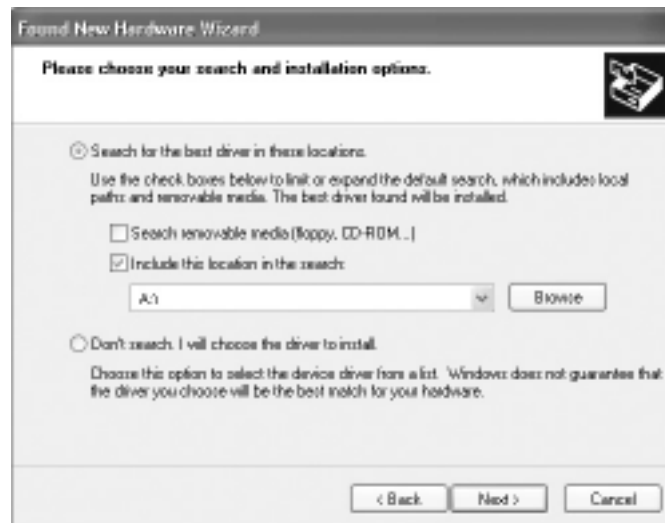 Found New Hardware Wizard
Please choose your search and installation options.
Search for the best driver in these locations.
Use the check boxes below to limit or expand the default search, which includes local
paths and removable media. The best driver found will be installed.
Search removable media (floppy, CD-ROM...)
Include this location in the search:
A:\
Browse
Don't search. I will choose the driver to install.
Choose this option to select the device driver from a list. Windows does not guarantee that
the driver you choose will be the best match for your hardware.
< Back Next > Cancel